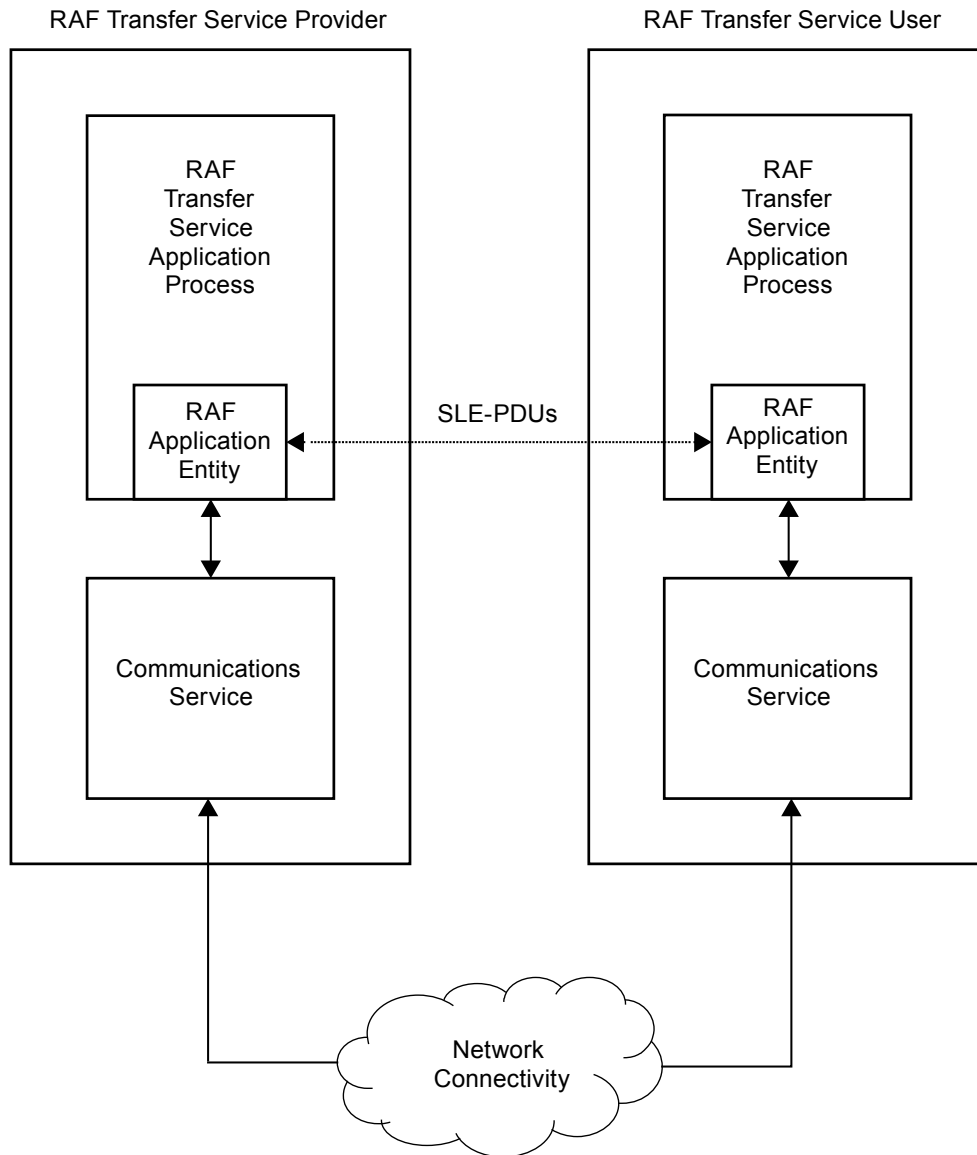 RAF Transfer Service Provider
RAF Transfer Service User
RAF
Transfer
Service
Application
Process
RAF
Transfer
Service
Application
Process
RAF
Application
Entity
SLE-PDUs
RAF
Application
Entity
Communications
Service
Communications
Service
Network
Connectivity